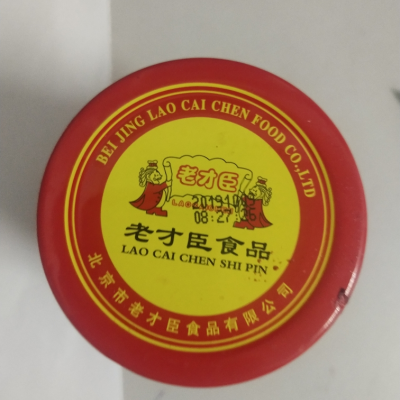 BEI JING LAO CAI CHEN FOOD CO.,LTD
老才臣
08:27:36
老才臣食品
LAO CAI CHEN SHI PIN
北京市老才臣食品有限公司